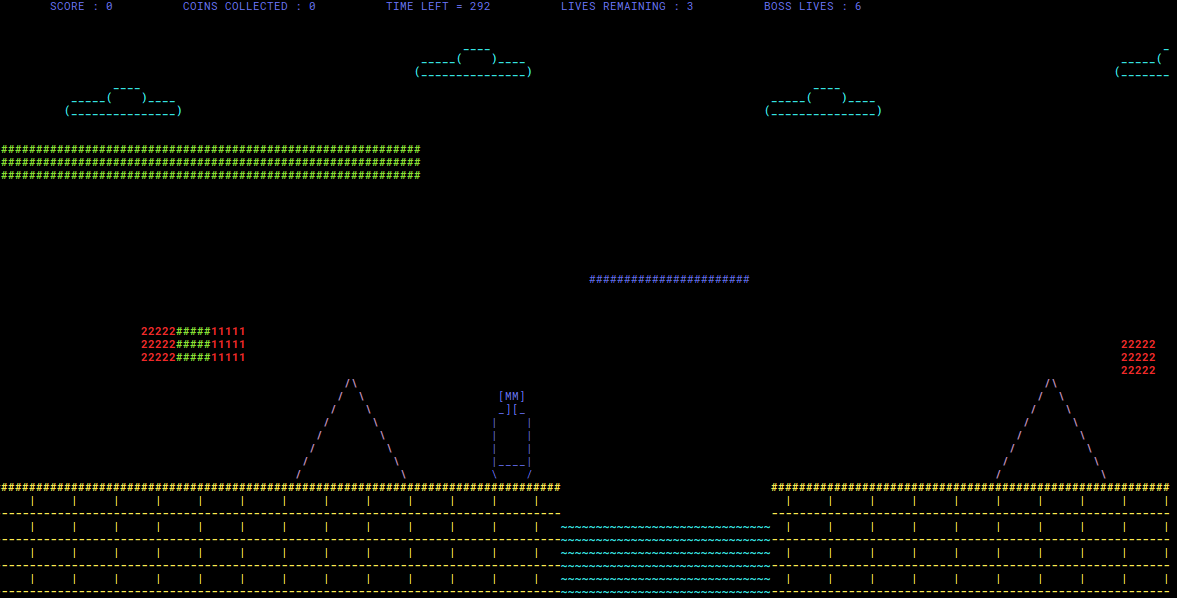 SCORE : 0 COINS COLLECTED : 0 TIME LEFT = 292 LIVES REMAINING : 3 BOSS LIVES : 6
22222#####11111
22222#####11111 22222
22222#####11111 22222
22222
[MM]